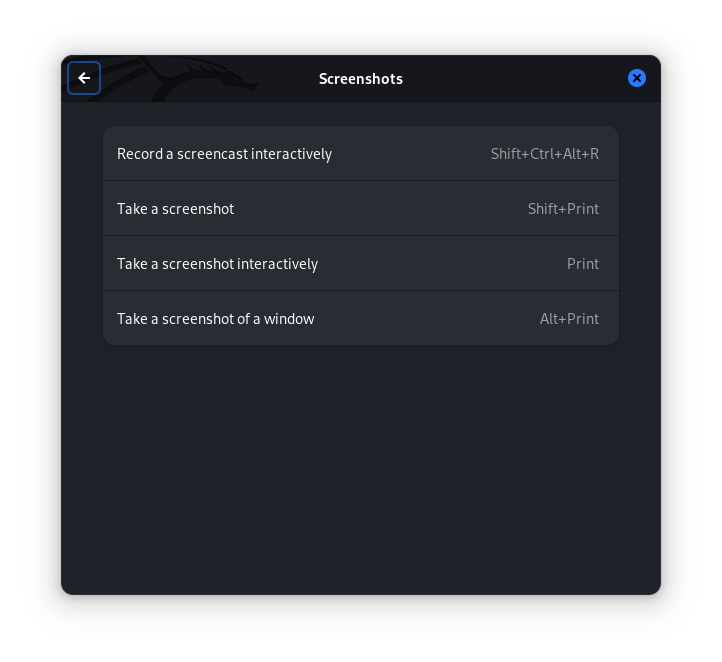 Screenshots
Record a screencast interactively Shift+Ctrl+Alt+R
Take a screenshot Shift+Print
Take a screenshot interactively Print
Take a screenshot of a window Alt+Print